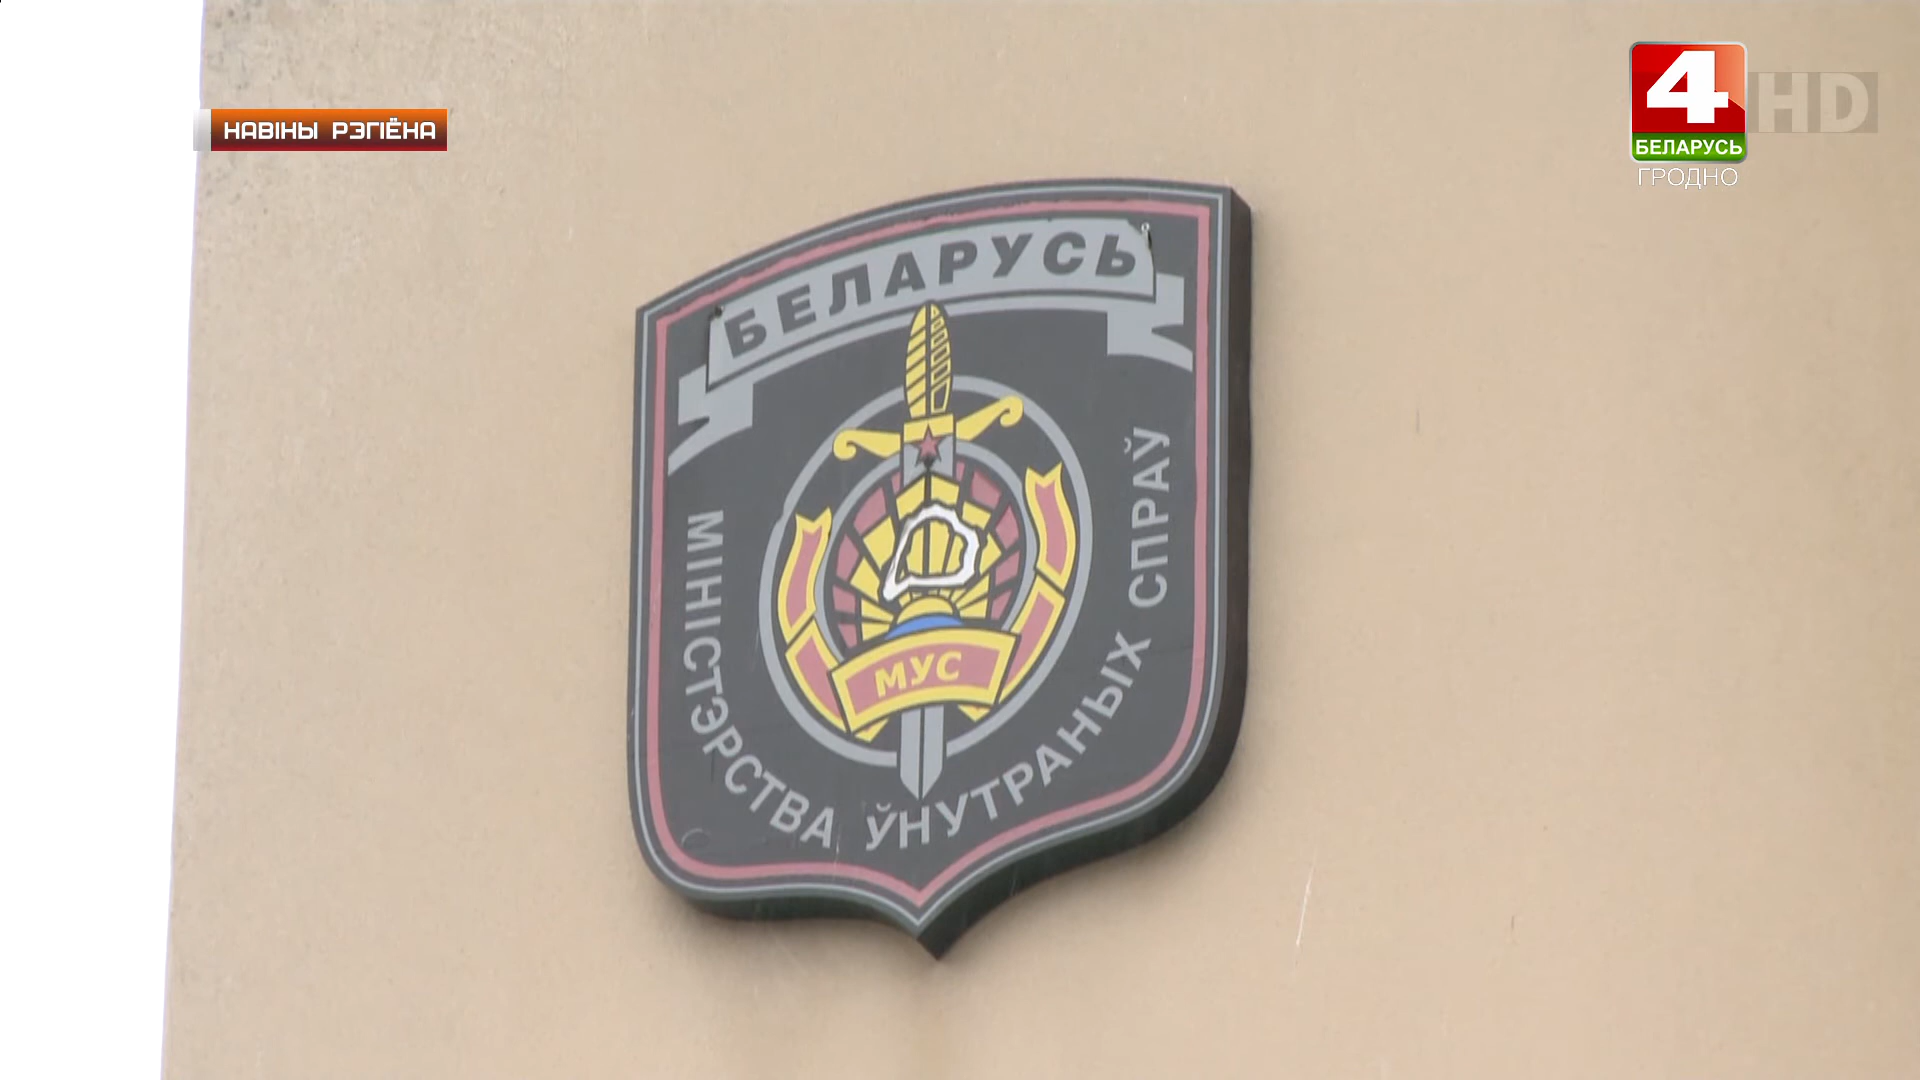 НАВІНЫ РЭГІЁНА
4 HD
БЕЛАРУСЬ
ГРОДНО
БЕЛАРУСЬ
МУС
МІНІСТЭРСТВА ЎНУТРАНЫХ СПРАЎ